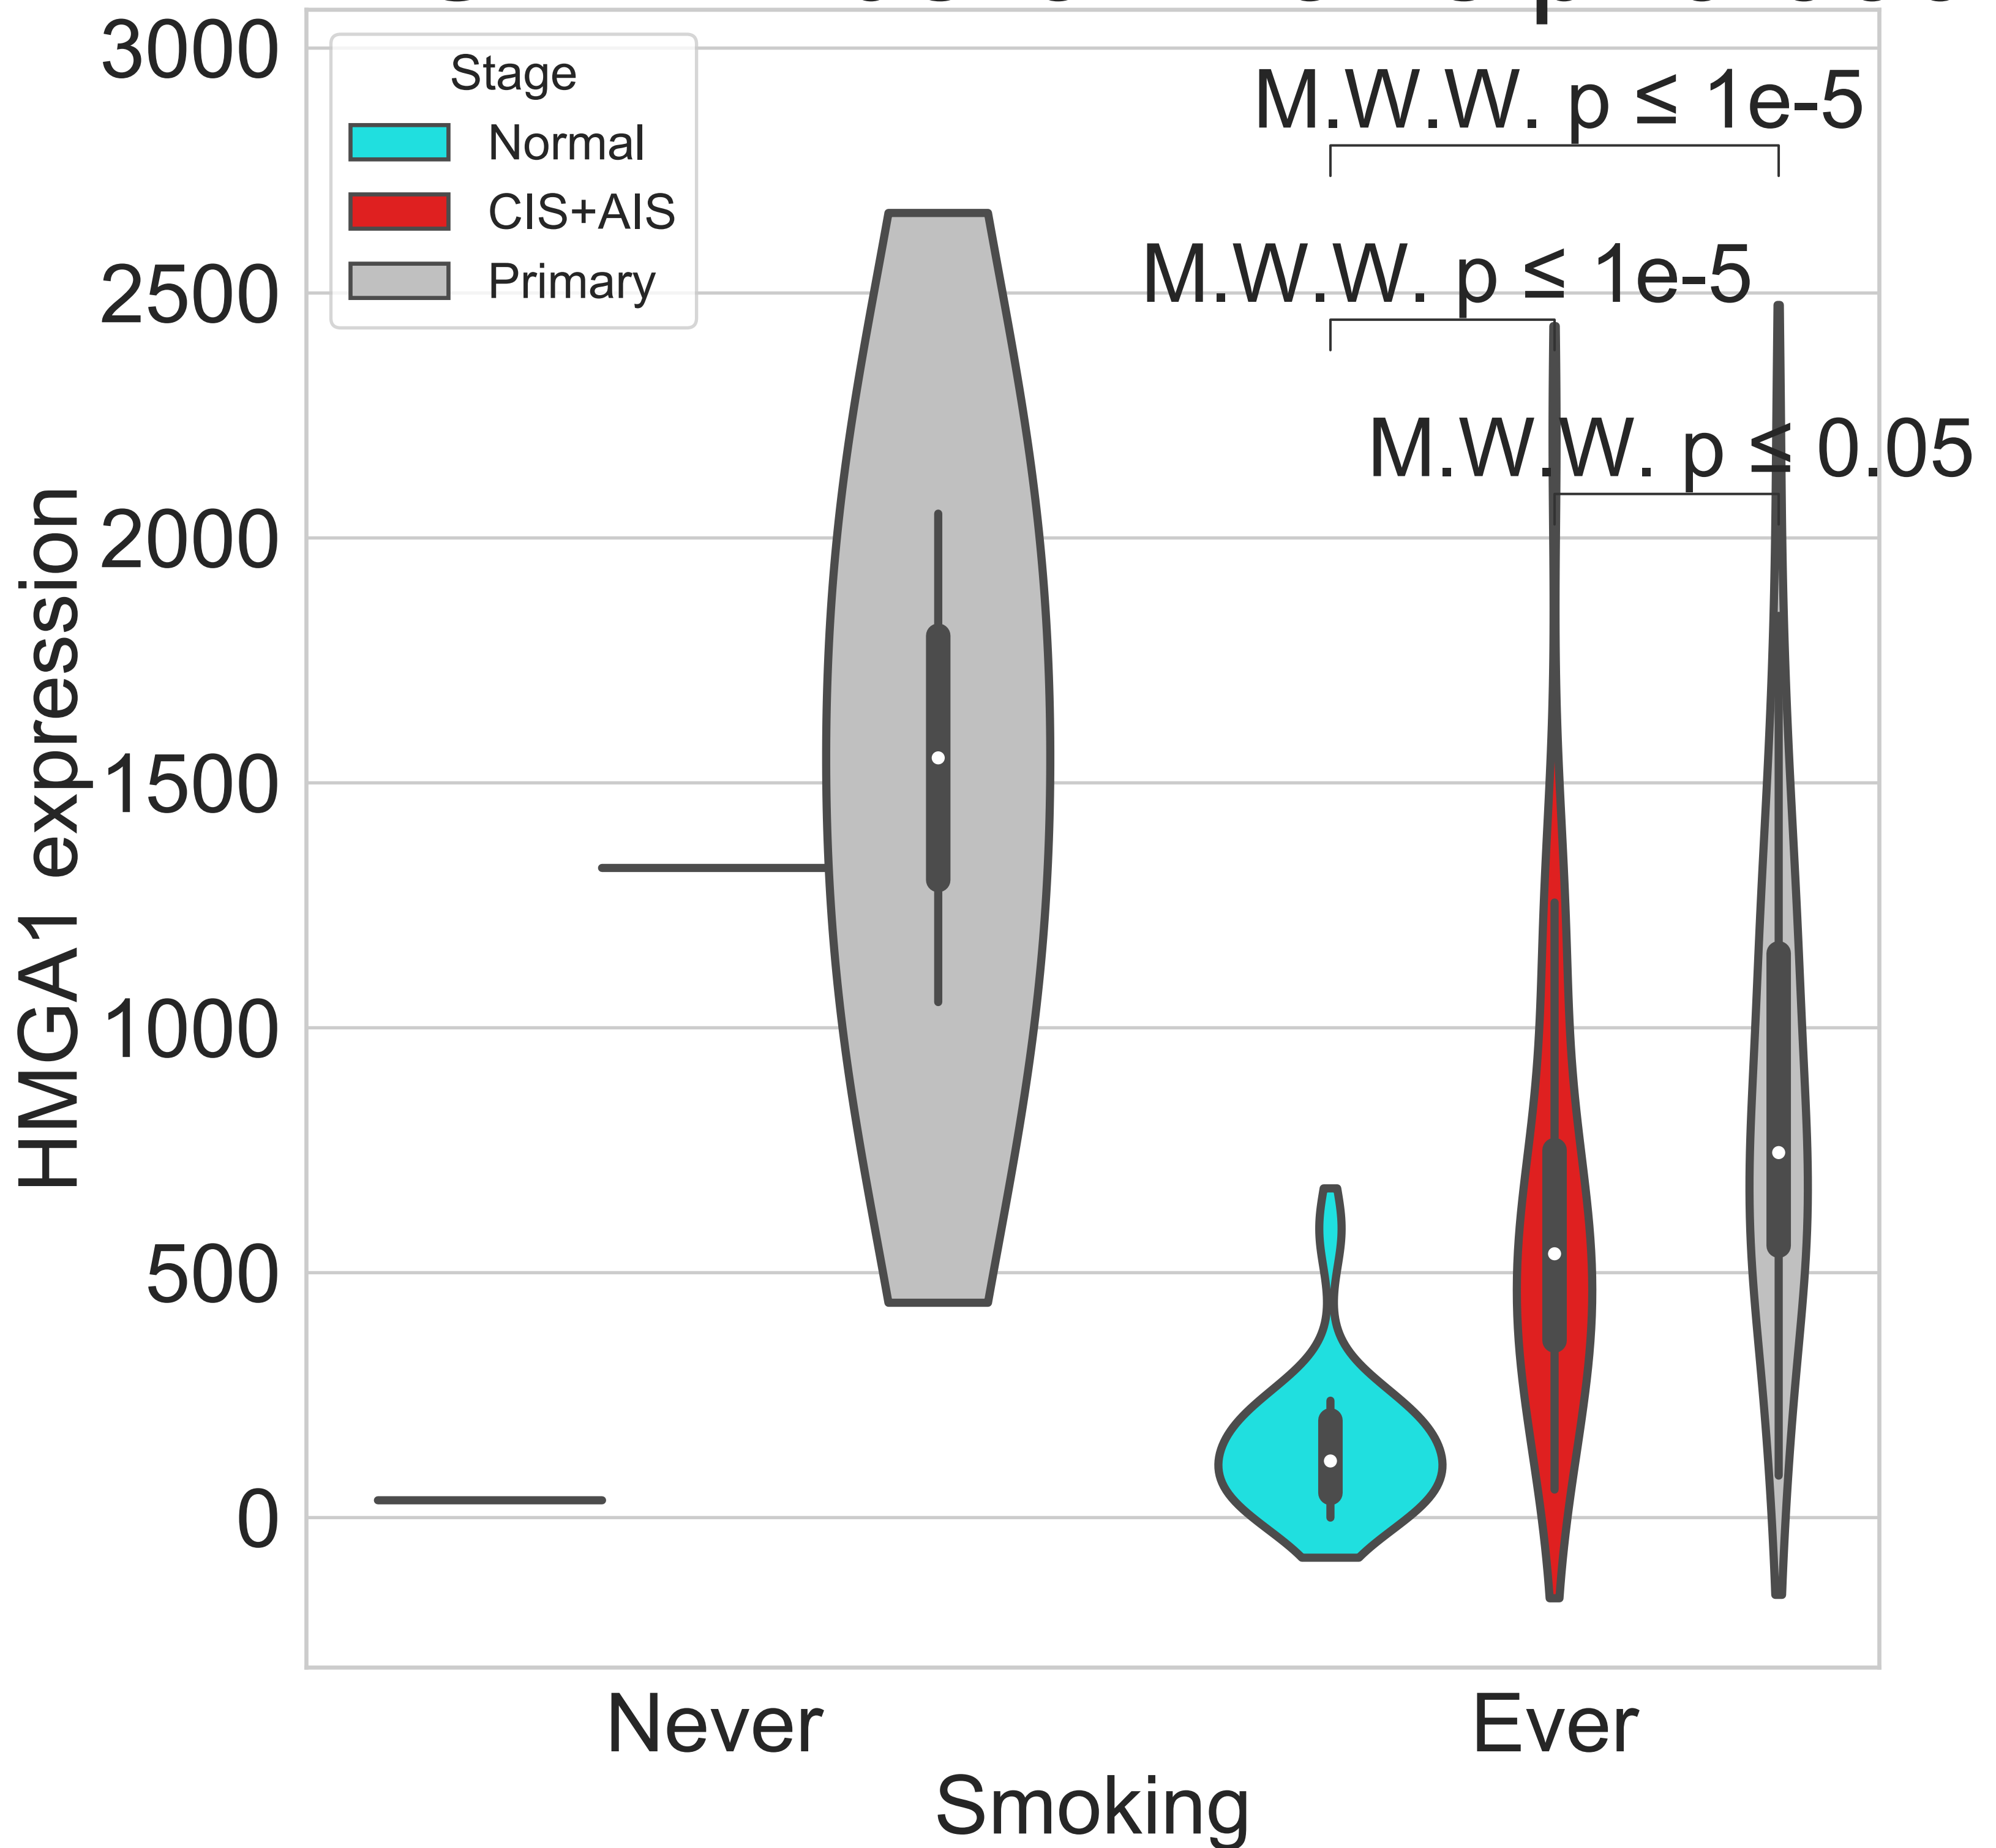 3000
2500
2000
1500
1000
500
0
HMGA1 expression
Stage
Normal
CIS+AIS
Primary
M.W.W. p ≤ 1e-5
M.W.W. p ≤ 1e-5
M.W.W. p ≤ 0.05
Never
Ever
Smoking